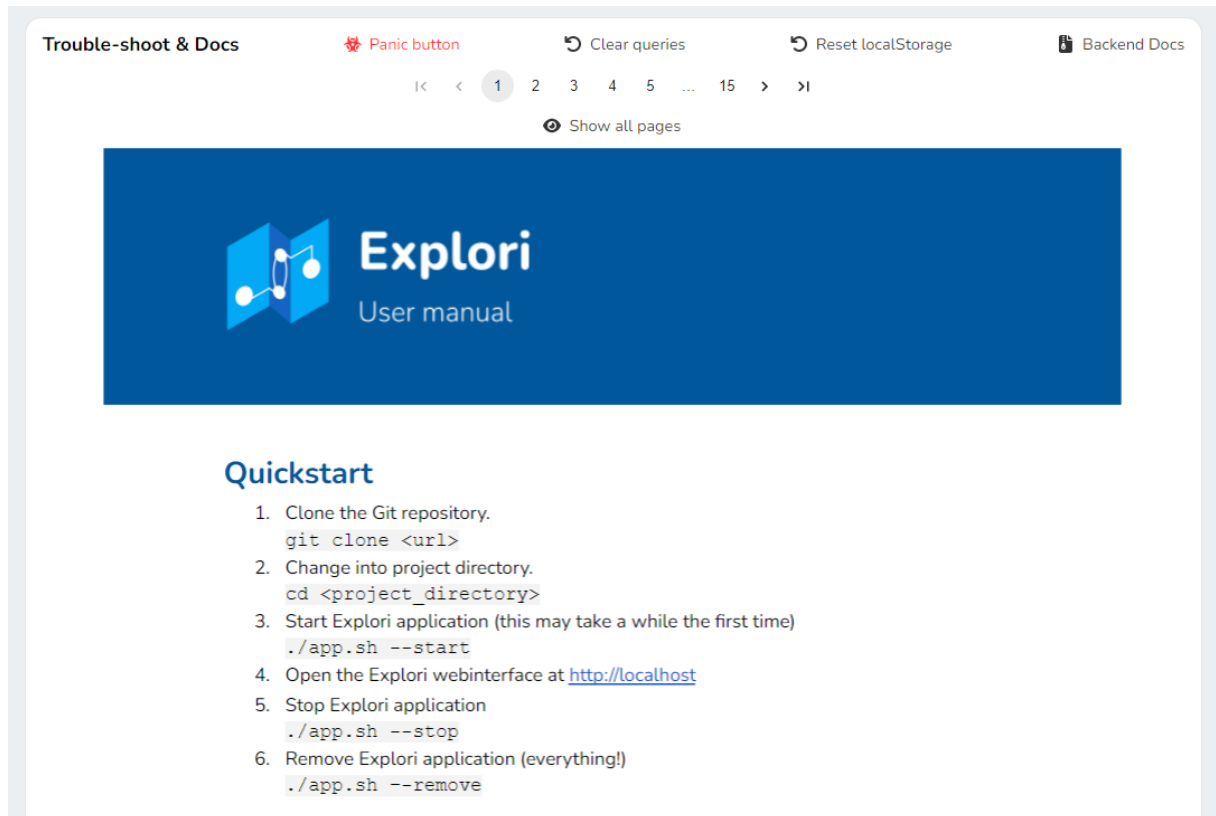 Trouble-shoot & Docs Panic button Clear queries Reset localStorage Backend Docs
1 2 3 4 5 ... 15
Show all pages
Explori
User manual
Quickstart
1. Clone the Git repository.
git clone <url>
2. Change into project directory.
cd <project_directory>
3. Start Explori application (this may take a while the first time)
./app.sh --start
4. Open the Explori webinterface at http://localhost
5. Stop Explori application
./app.sh --stop
6. Remove Explori application (everything!)
./app.sh --remove